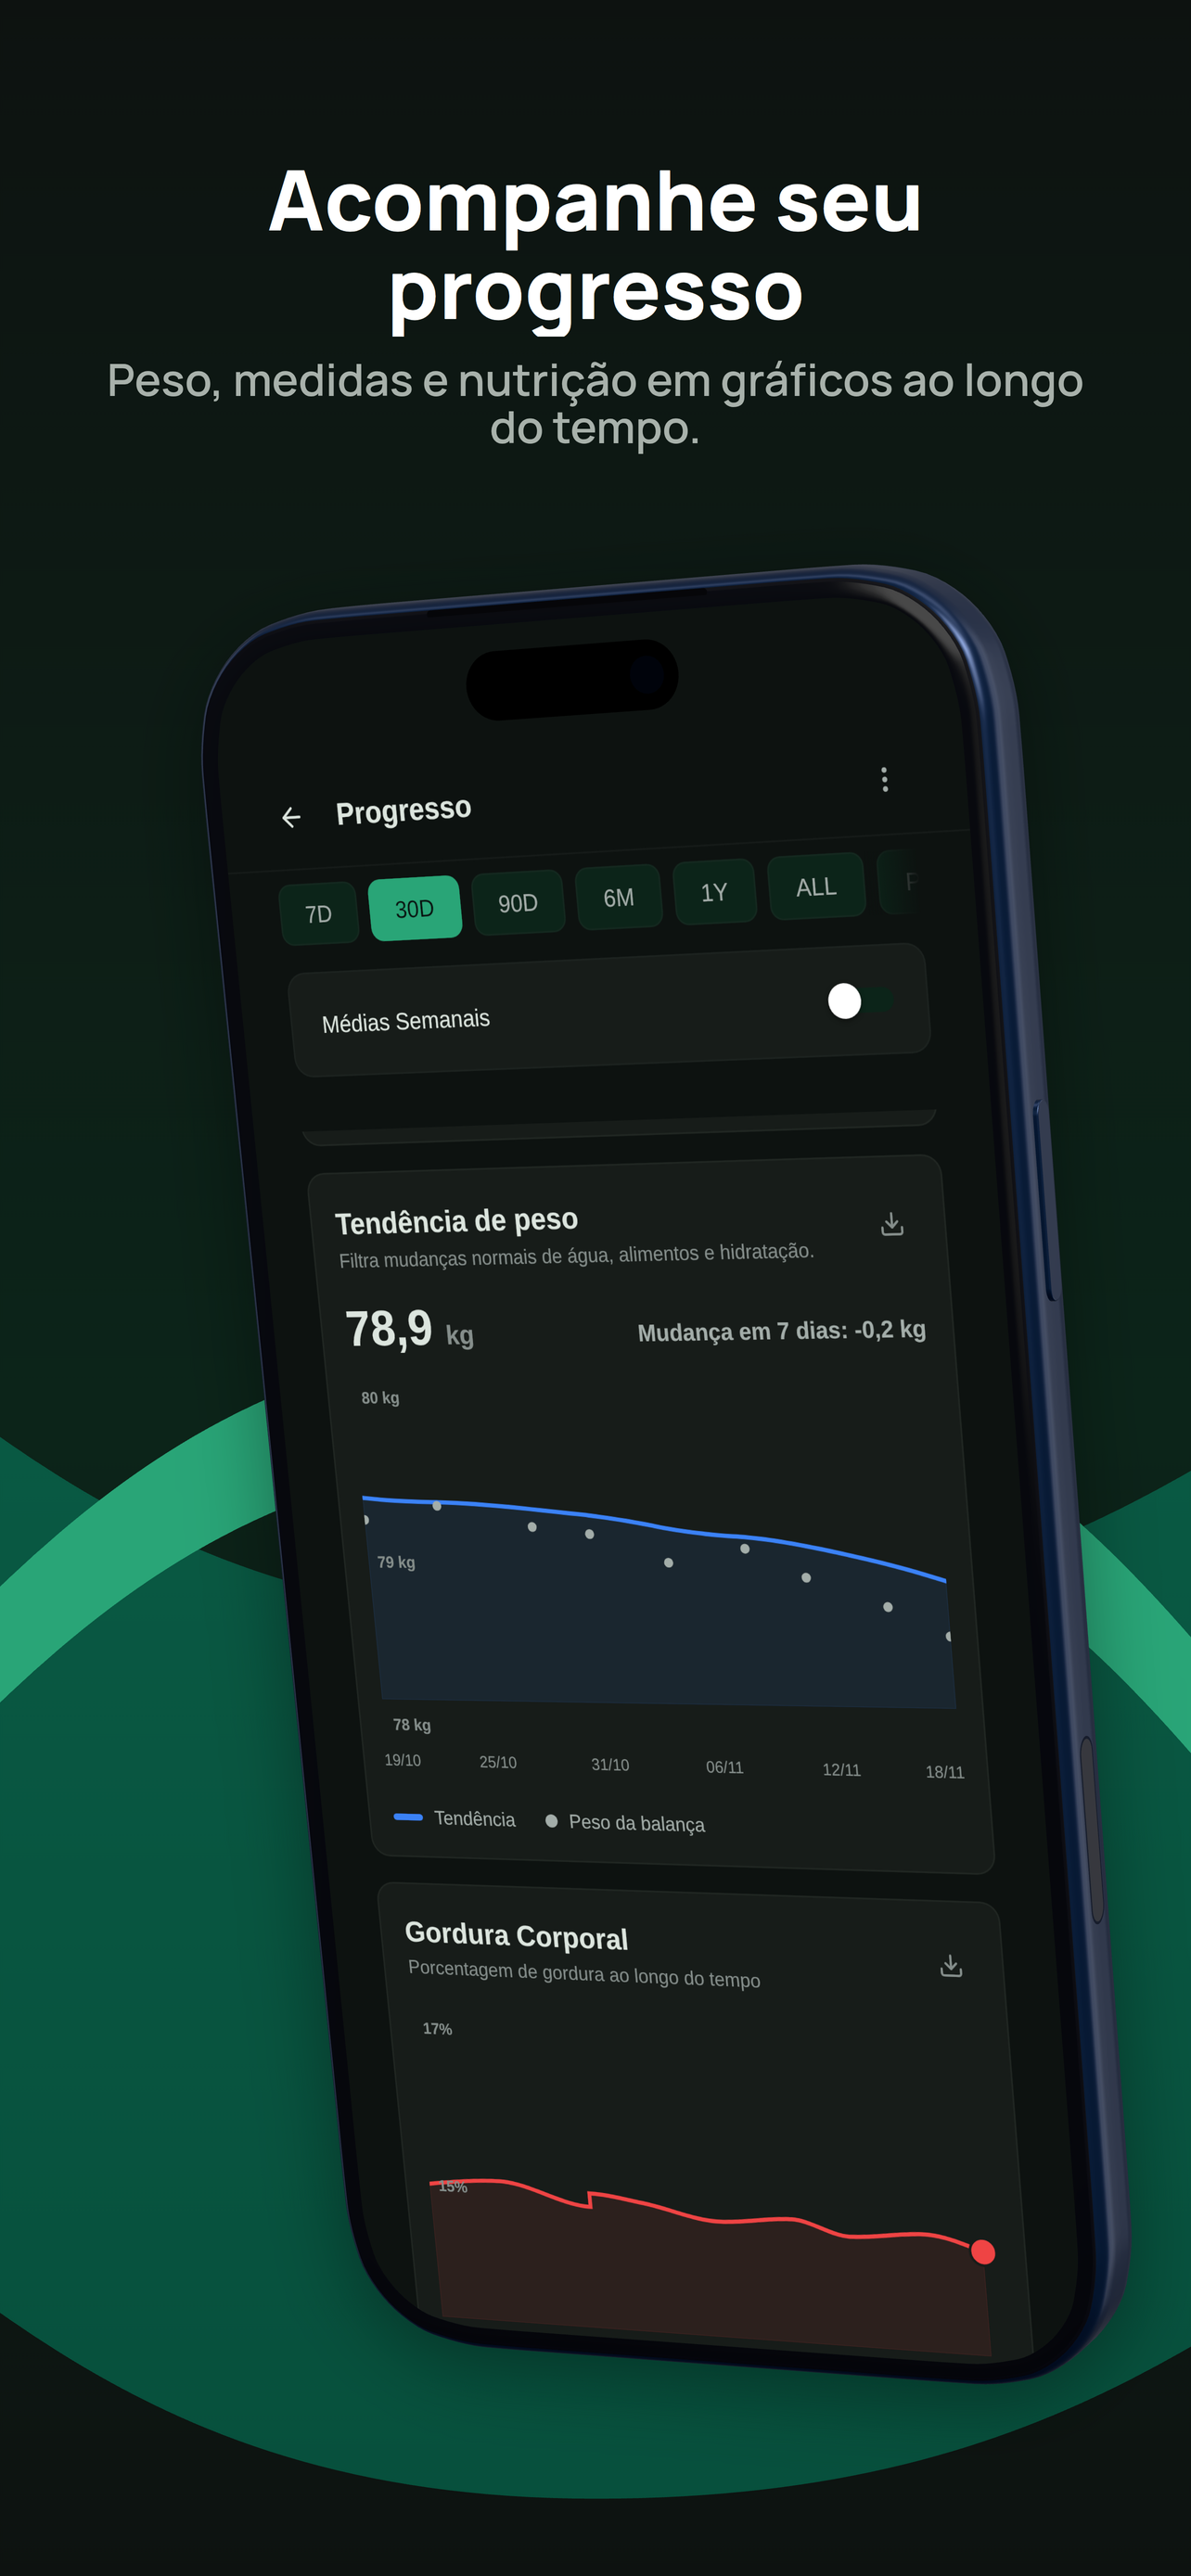 Acompanhe seu
progresso
Peso, medidas e nutrição em gráficos ao longo
do tempo.
Progresso
7D 30D 90D 6M 1Y ALL
Médias Semanais
Tendência de peso
Filtra mudanças normais de água, alimentos e hidratação.
78,9 kg Mudança em 7 dias: -0,2 kg
80 kg
79 kg
78 kg
19/10 25/10 31/10 06/11 12/11 18/11
Tendência Peso da balança
Gordura Corporal
Porcentagem de gordura ao longo do tempo
17%
15%